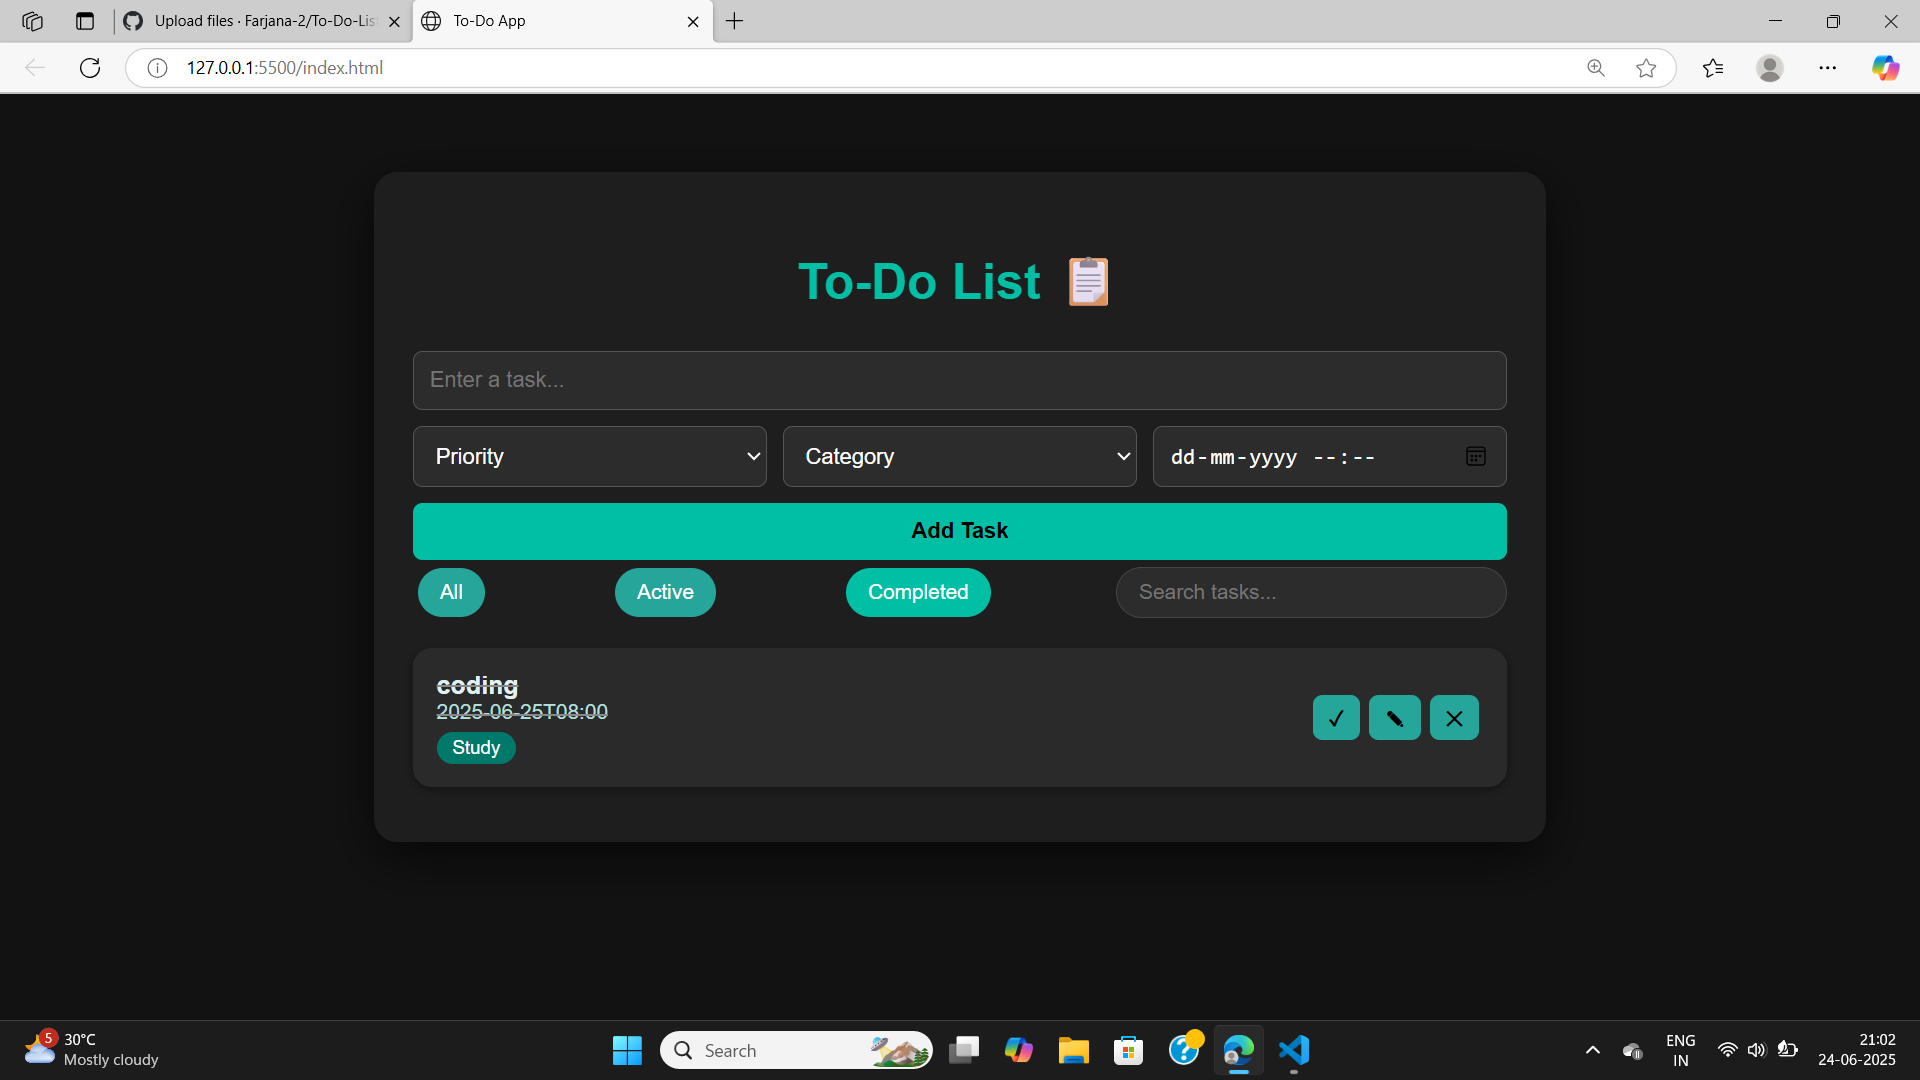 Upload files · Farjana-2/To-Do-Lis
To-Do App
127.0.0.1:5500/index.html
To-Do List
Enter a task...
Priority
Category
dd-mm-yyyy --:--
Add Task
All
Active
Completed
Search tasks...
coding
2025-06-25T08:00
Study
5
30°C
Mostly cloudy
Search
ENG
IN
21:02
24-06-2025